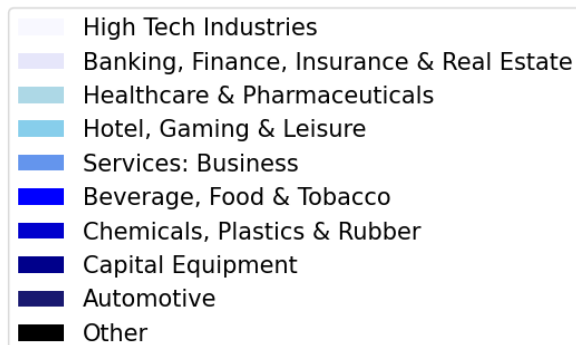 High Tech Industries
Banking, Finance, Insurance & Real Estate
Healthcare & Pharmaceuticals
Hotel, Gaming & Leisure
Services: Business
Beverage, Food & Tobacco
Chemicals, Plastics & Rubber
Capital Equipment
Automotive
Other